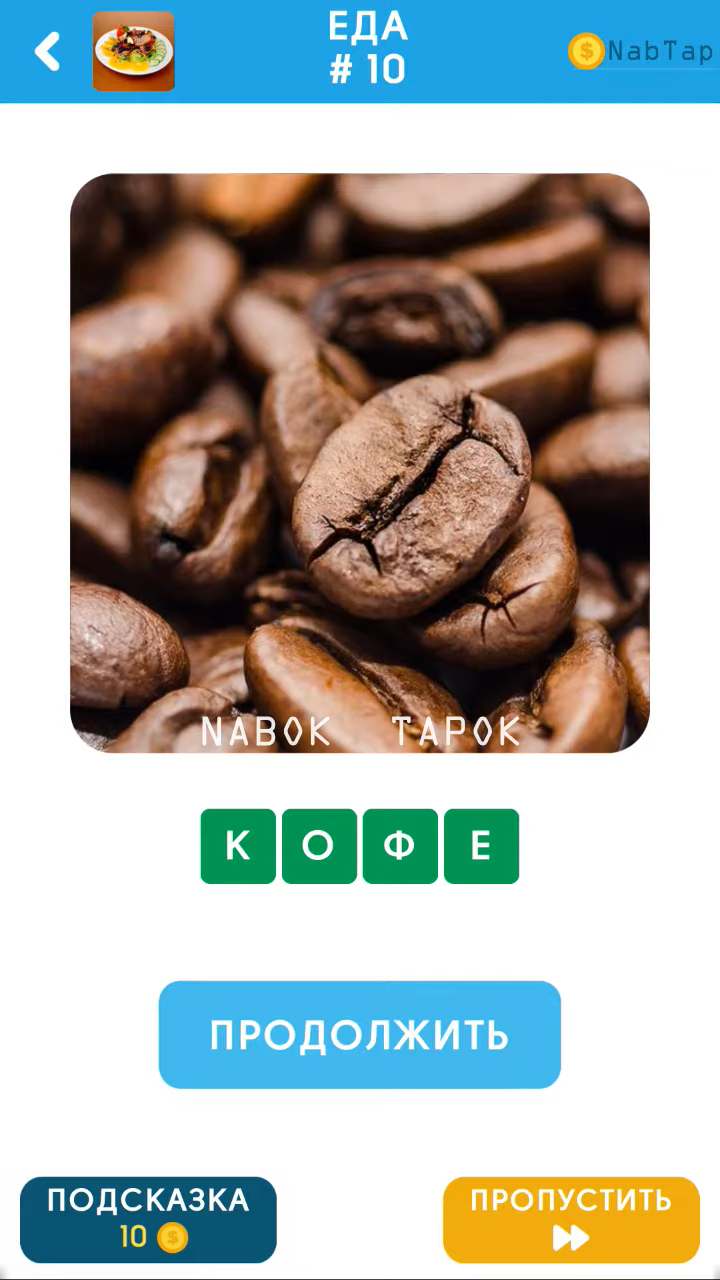 ЕДА
# 10
NabTap
NABOK TAPOK
КОФЕ
ПРОДОЛЖИТЬ
ПОДСКАЗКА
10
ПРОПУСТИТЬ